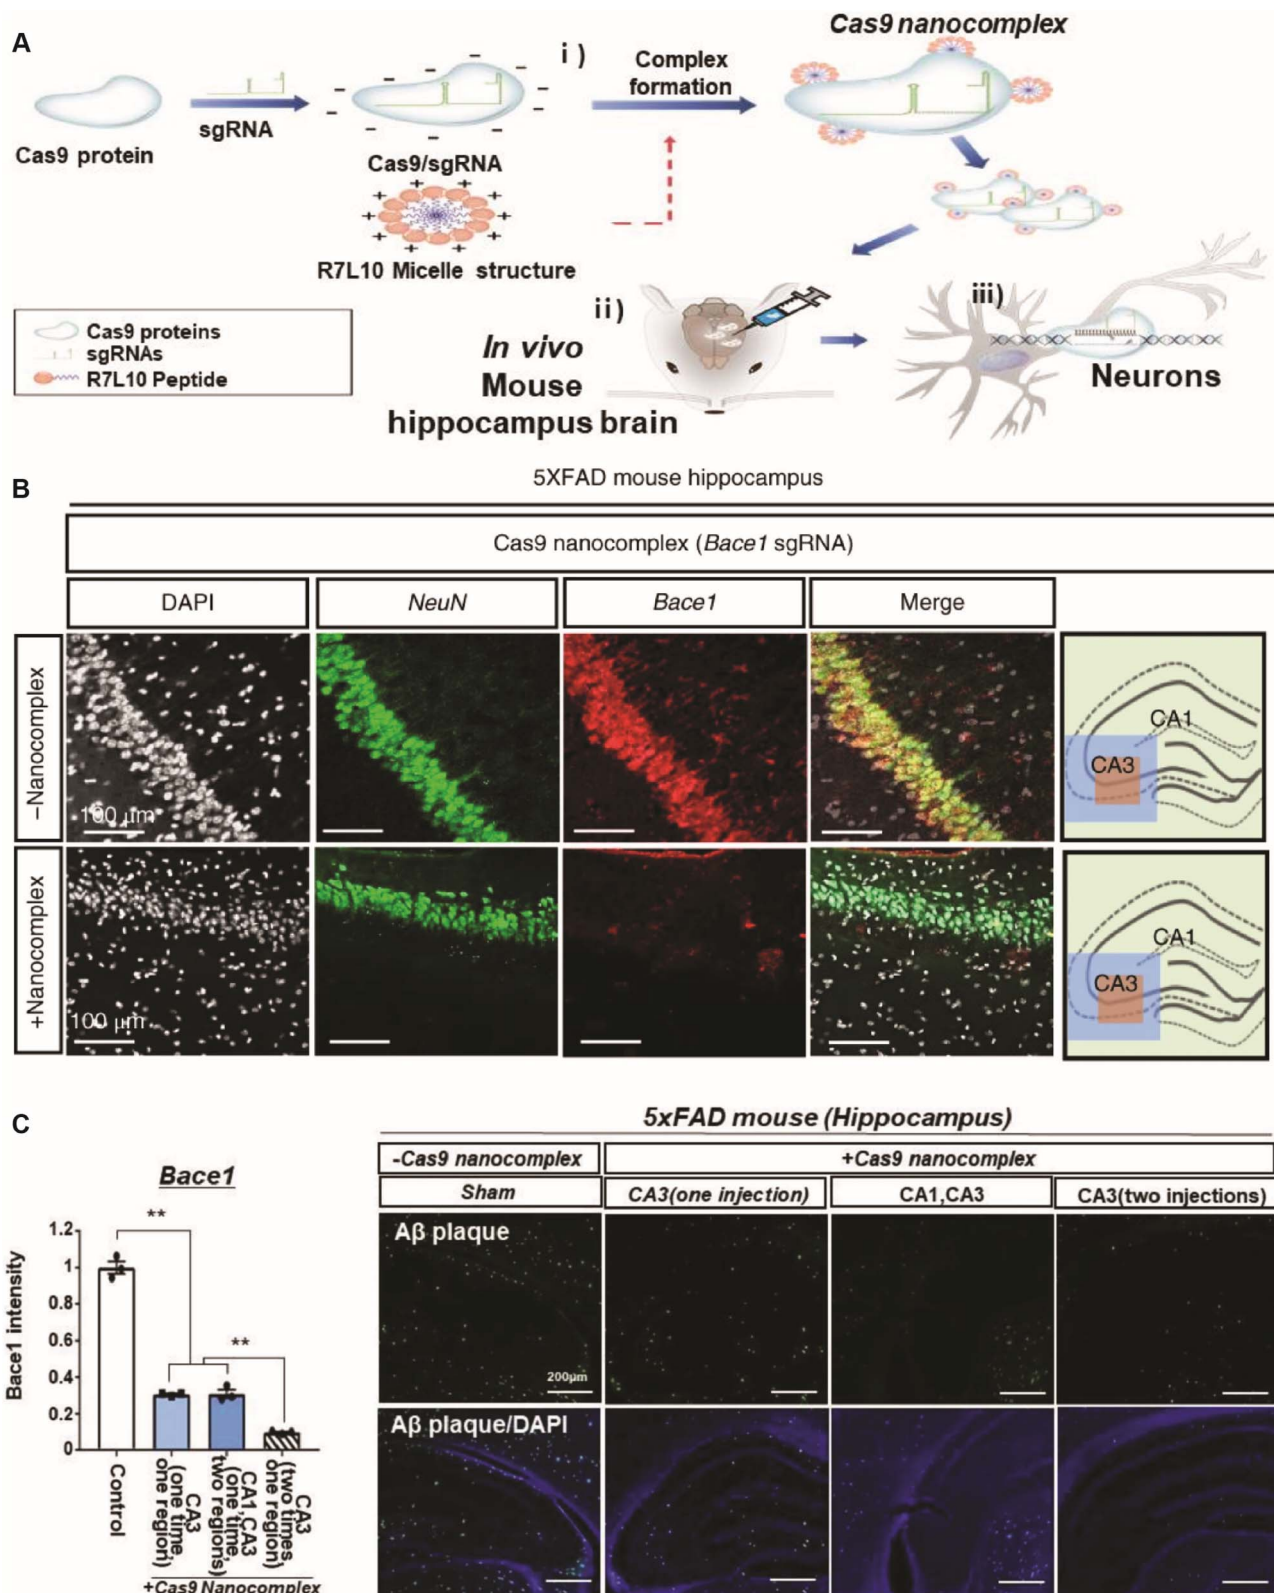 A
Cas9 protein
sgRNA
Cas9/sgRNA
R7L10 Micelle structure
i )
Complex
formation
Cas9 nanocomplex
Cas9 proteins
sgRNAs
R7L10 Peptide
ii )
In vivo
Mouse
hippocampus brain
iii)
Neurons
B
5XFAD mouse hippocampus
Cas9 nanocomplex (Bace1 sgRNA)
DAPI
NeuN
Bace1
Merge
–Nanocomplex
100 μm
CA1
CA3
+Nanocomplex
100 μm
CA1
CA3
C
Bace1
Bace1 intensity
1.2
1
0.8
0.6
0.4
0.2
0
**
**
Control
CA3
(one time,
one region)
CA1,CA3
(one time,
two regions)
CA3
(two times,
one region)
+Cas9 Nanocomplex
5xFAD mouse (Hippocampus)
-Cas9 nanocomplex
+Cas9 nanocomplex
Sham
CA3(one injection)
CA1,CA3
CA3(two injections)
Aβ plaque
200μm
Aβ plaque/DAPI